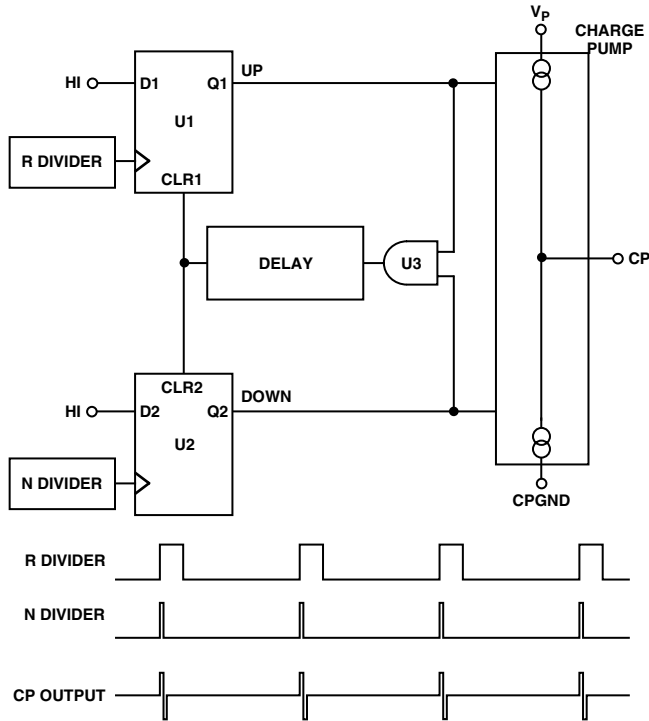 V_P
CHARGE
PUMP
HI
D1
Q1
UP
U1
R DIVIDER
CLR1
DELAY
U3
CP
CLR2
DOWN
HI
D2
Q2
U2
N DIVIDER
CPGND
R DIVIDER
N DIVIDER
CP OUTPUT